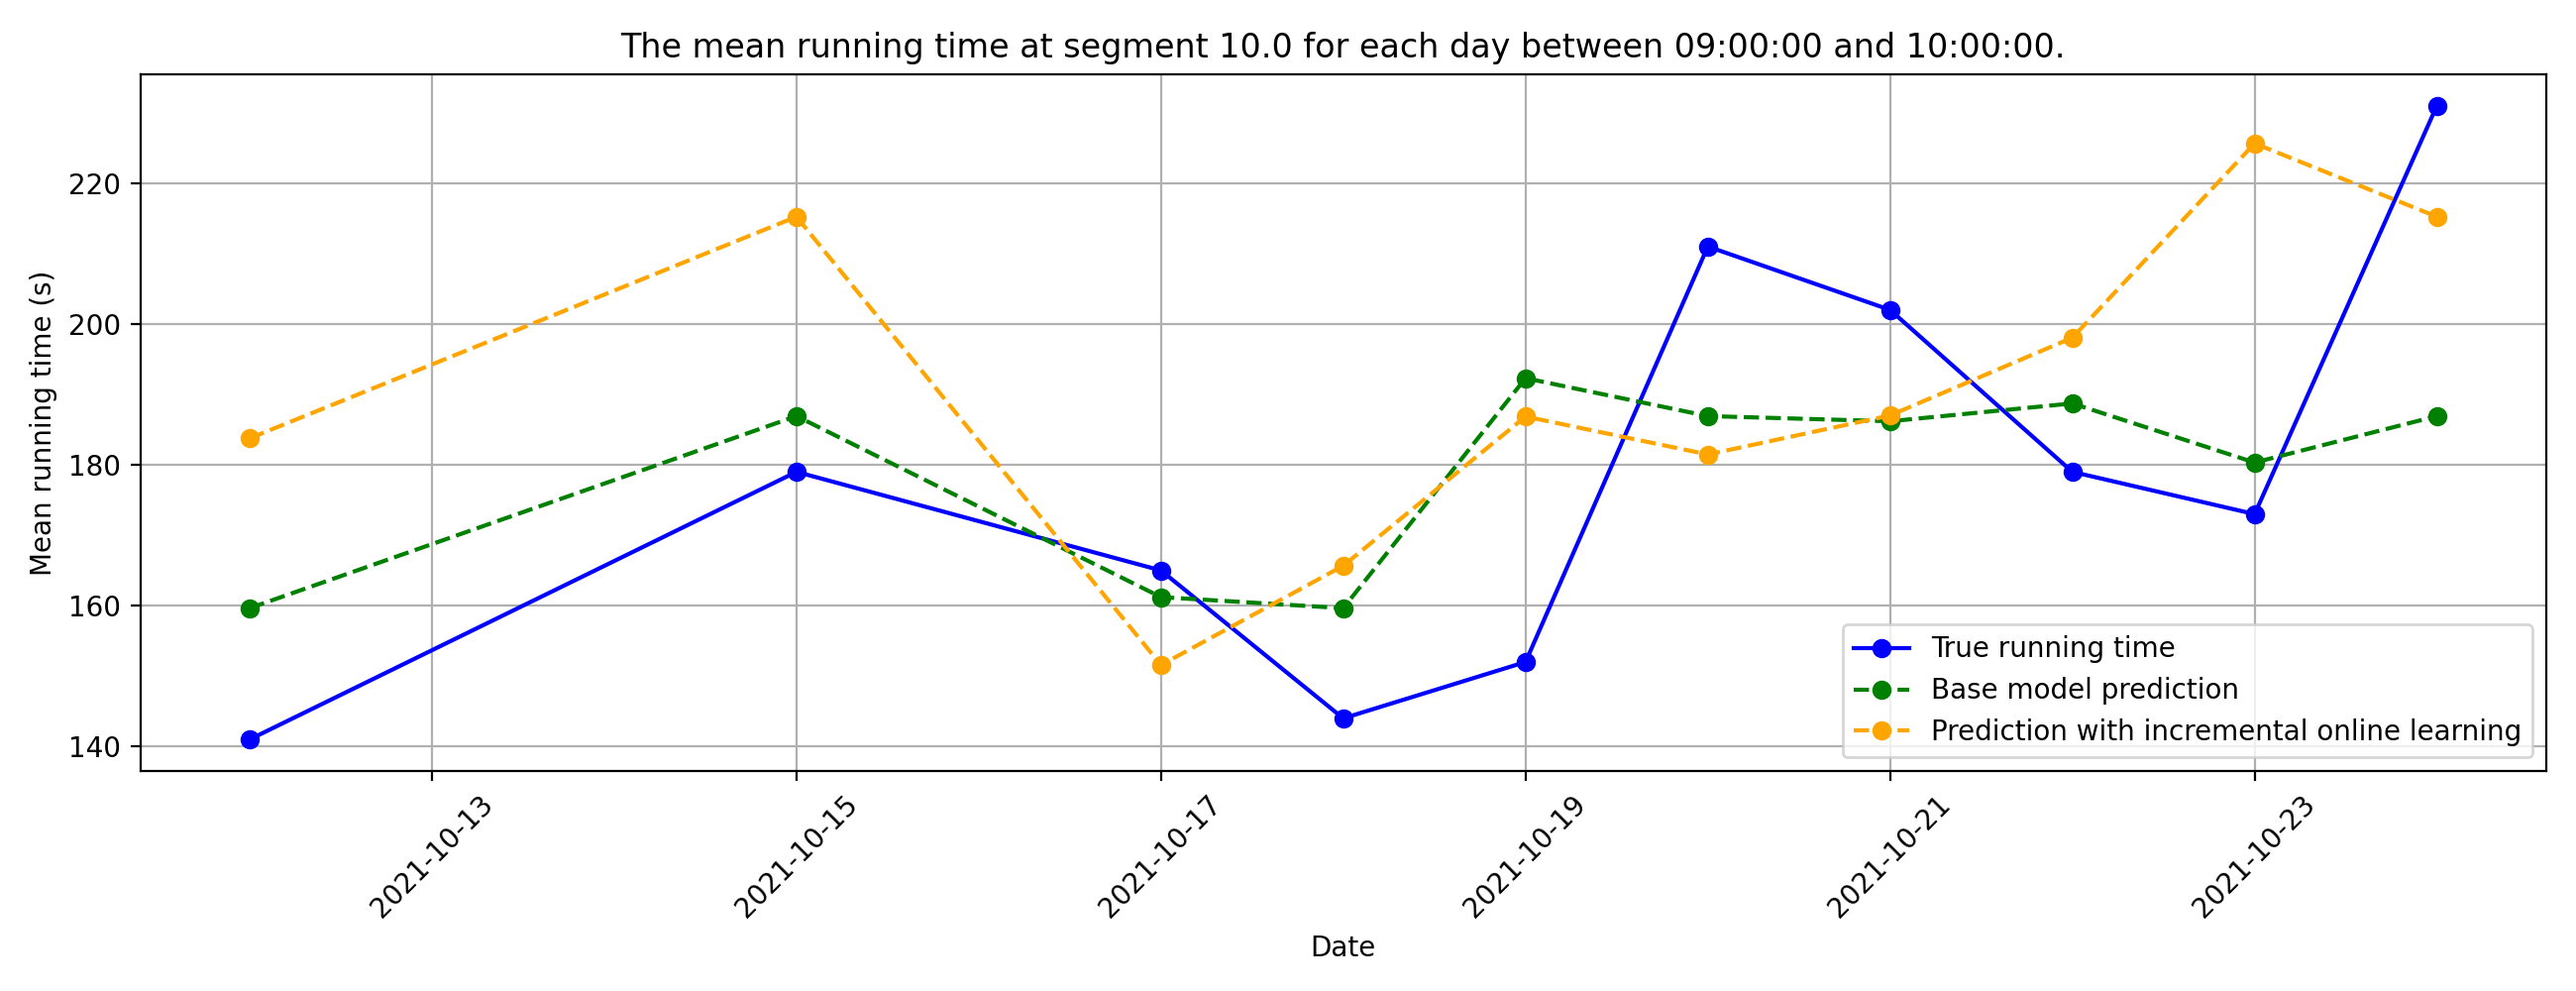 The mean running time at segment 10.0 for each day between 09:00:00 and 10:00:00.
Mean running time (s)
220
200
180
160
140
True running time
Base model prediction
Prediction with incremental online learning
2021-10-13
2021-10-15
2021-10-17
2021-10-19
2021-10-21
2021-10-23
Date